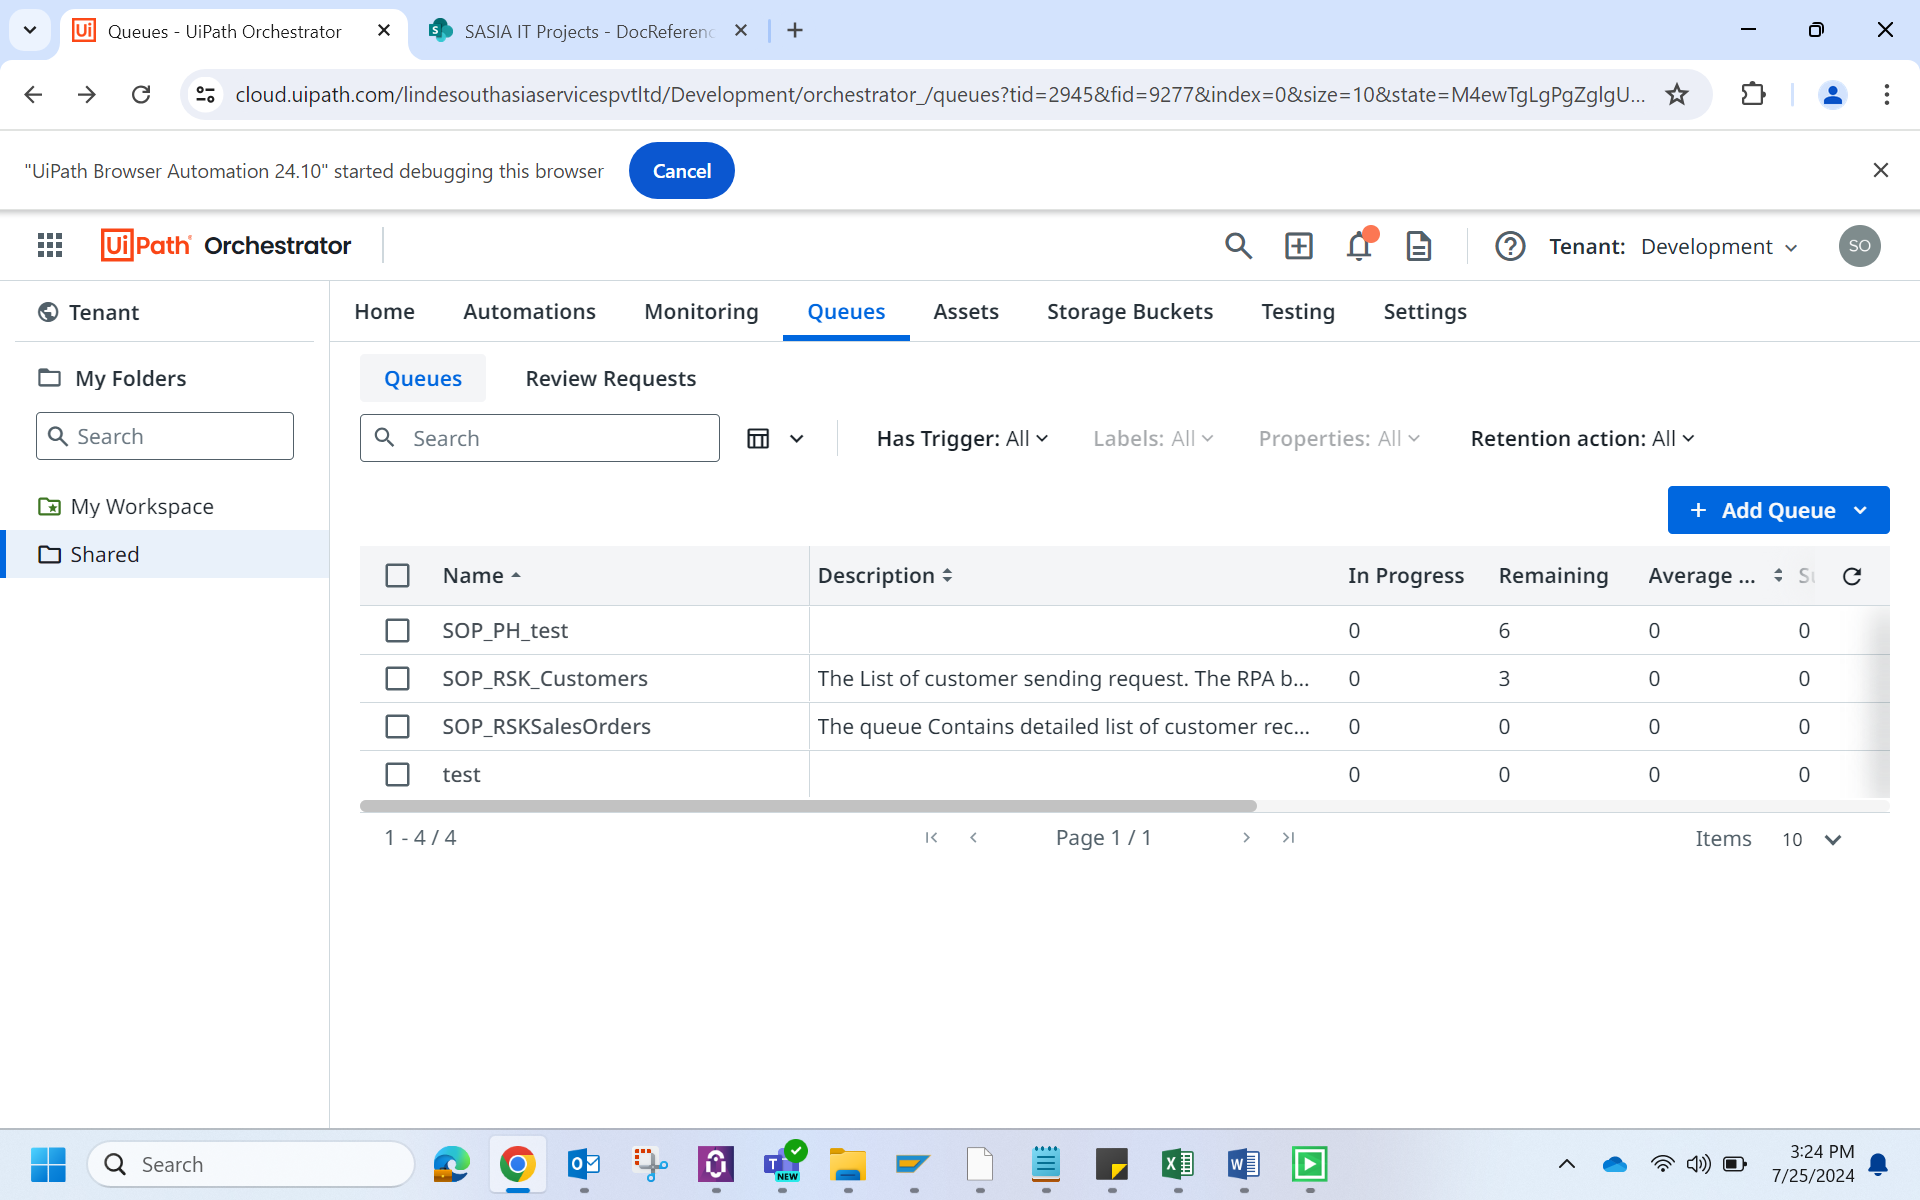 Queues - UiPath Orchestrator
SASIA IT Projects - DocReferenc
cloud.uipath.com/lindesouthasiaservicespvtltd/Development/orchestrator_/queues?tid=2945&fid=9277&index=0&size=10&state=M4ewTgLgPgZglgU...
"UiPath Browser Automation 24.10" started debugging this browser
Cancel
UiPath Orchestrator
Tenant: Development
SO
Tenant
Home
Automations
Monitoring
Queues
Assets
Storage Buckets
Testing
Settings
My Folders
Search
My Workspace
Shared
Queues
Review Requests
Search
Has Trigger: All
Labels: All
Properties: All
Retention action: All
Add Queue
Name Description In Progress Remaining Average ...
SOP_PH_test 0 6 0 0
SOP_RSK_Customers The List of customer sending request. The RPA b... 0 3 0 0
SOP_RSKSalesOrders The queue Contains detailed list of customer rec... 0 0 0 0
test 0 0 0 0
1 - 4 / 4
Page 1 / 1
Items 10
Search
NEW
3:24 PM
7/25/2024